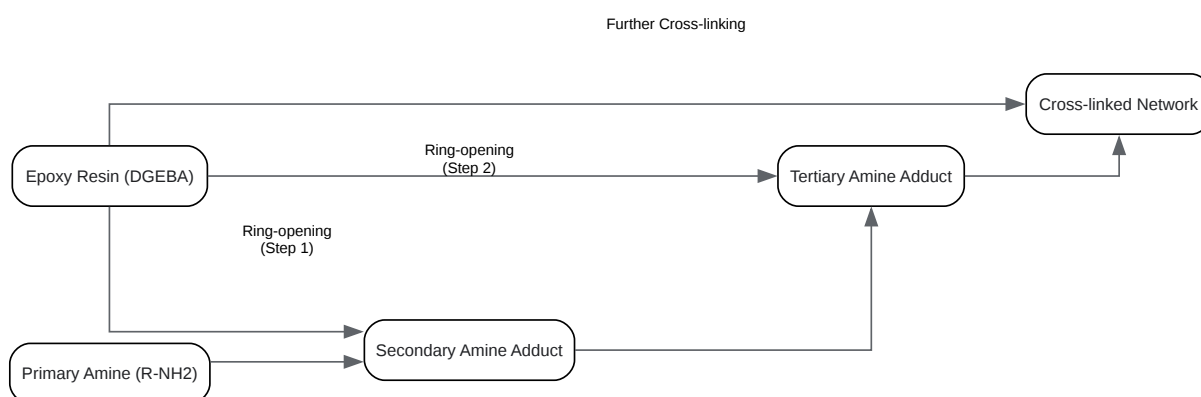 Further Cross-linking
Cross-linked Network
Ring-opening
(Step 2)
Epoxy Resin (DGEBA)
Tertiary Amine Adduct
Ring-opening
(Step 1)
Secondary Amine Adduct
Primary Amine (R-NH2)